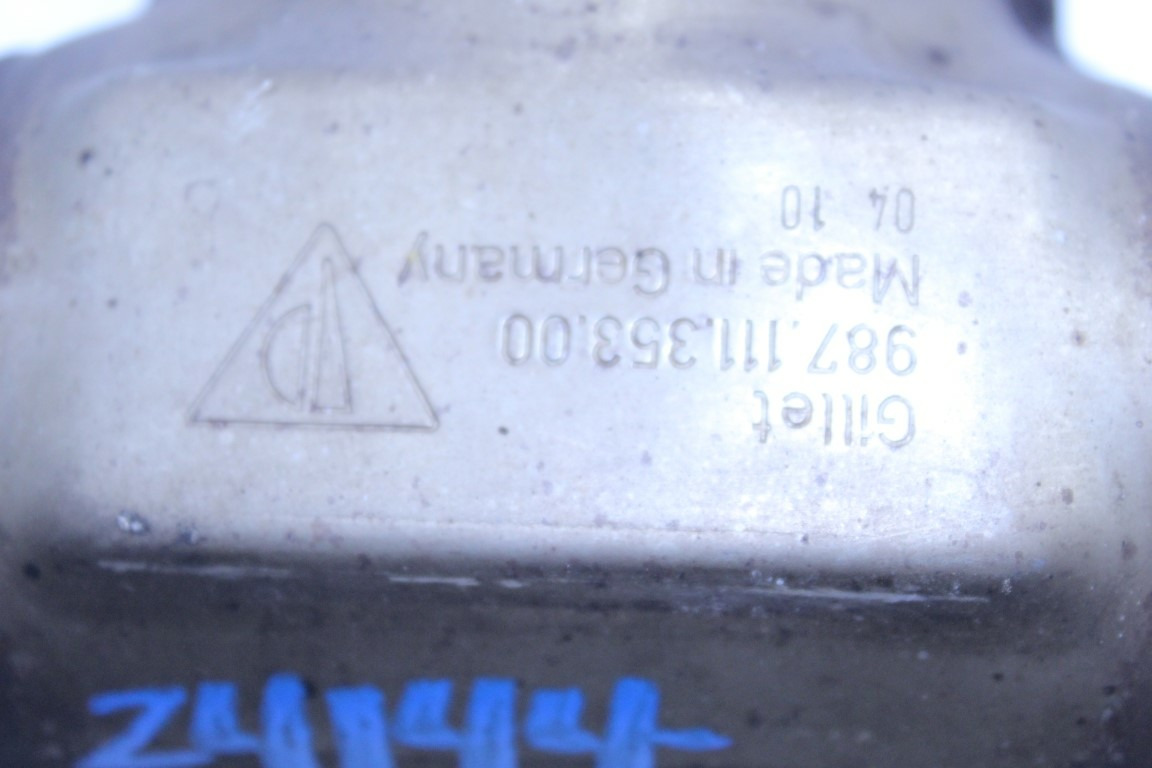 Gillet
987.111.353.00
Made in Germany
04 10